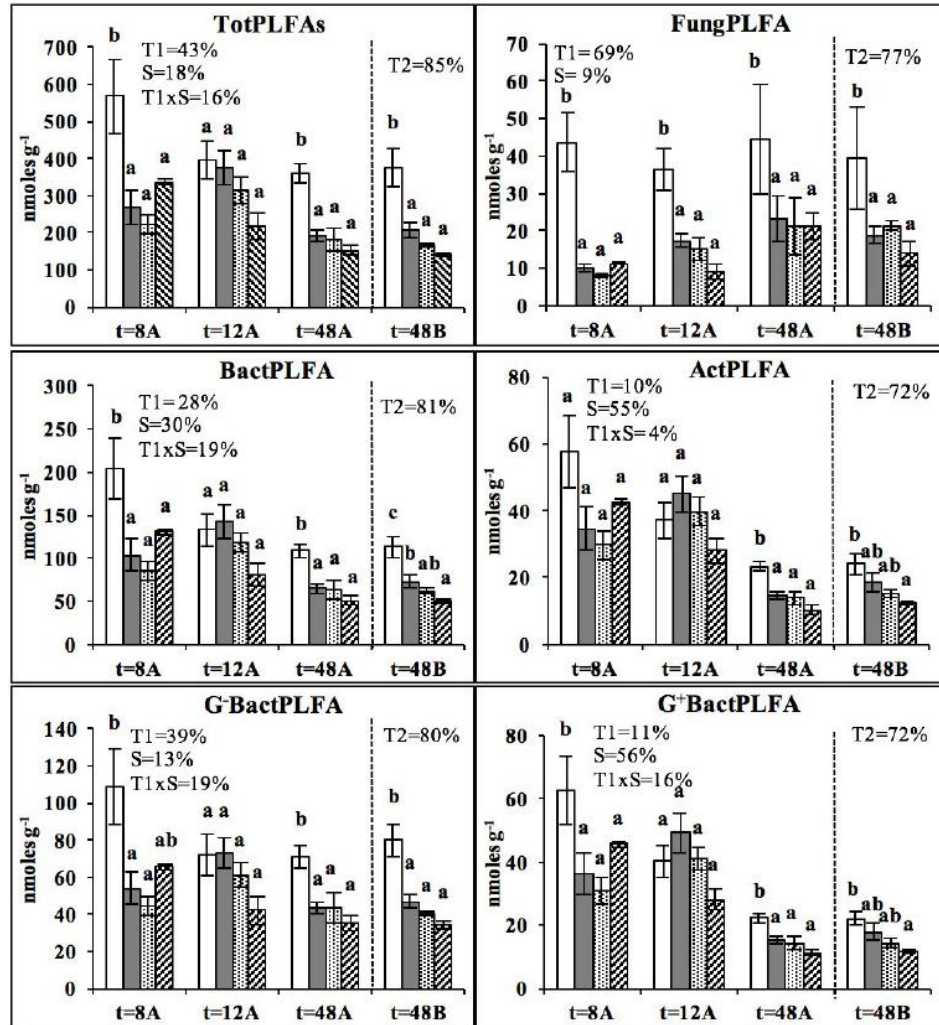 TotPLFAs
nmoles g-1
700
600
500
400
300
200
100
0
T1=43%
S=18%
T1xS=16%
T2=85%
b a a a
a a a a
b a a a
b a a a
t=8A t=12A t=48A t=48B
FungPLFA
nmoles g-1
70
60
50
40
30
20
10
0
T1=69%
S=9%
T2=77%
b a a a
b a a a
b a a a
b a a a
t=8A t=12A t=48A t=48B
BactPLFA
nmoles g-1
300
250
200
150
100
50
0
T1=28%
S=30%
T1xS=19%
T2=81%
b a a a
a a a a
b a a a
c b ab a
t=8A t=12A t=48A t=48B
ActPLFA
nmoles g-1
80
60
40
20
0
T1=10%
S=55%
T1xS=4%
T2=72%
a a a a
a a a a
b a a a
b ab ab a
t=8A t=12A t=48A t=48B
G-BactPLFA
nmoles g-1
140
120
100
80
60
40
20
0
T1=39%
S=13%
T1xS=19%
T2=80%
b a a ab
a a a a
b a a a
b a a a
t=8A t=12A t=48A t=48B
G+BactPLFA
nmoles g-1
80
60
40
20
0
T1=11%
S=56%
T1xS=16%
T2=72%
b a a a
a a a a
b a a a
b ab ab a
t=8A t=12A t=48A t=48B